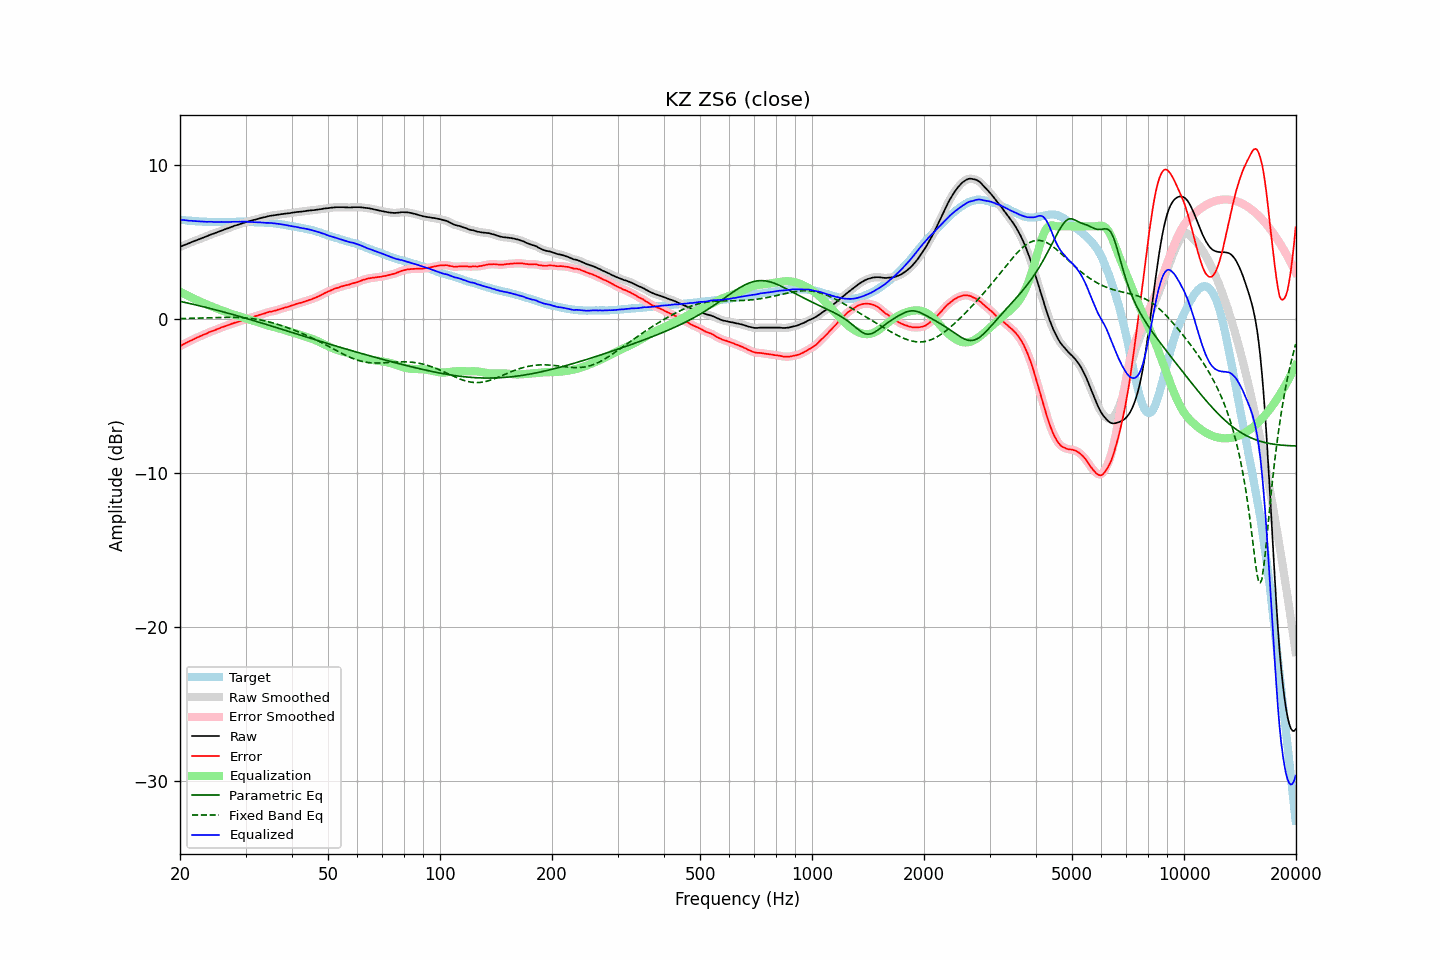 KZ ZS6 (close)
10
0
−10
−20
−30
Amplitude (dBr)
Target
Raw Smoothed
Error Smoothed
Raw
Error
Equalization
Parametric Eq
Fixed Band Eq
Equalized
20 50 100 200 500 1000 2000 5000 10000 20000
Frequency (Hz)